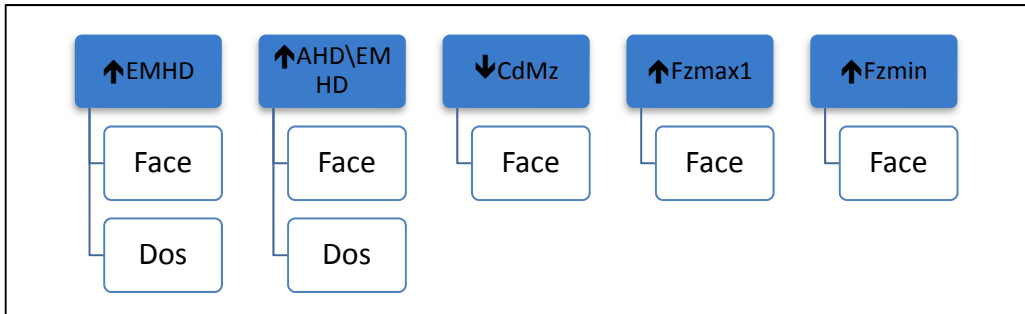 🡹EMHD
🡹AHD\EM
HD
🡻CdMz
🡹Fzmax1
🡹Fzmin
Face
Face
Face
Face
Face
Dos
Dos